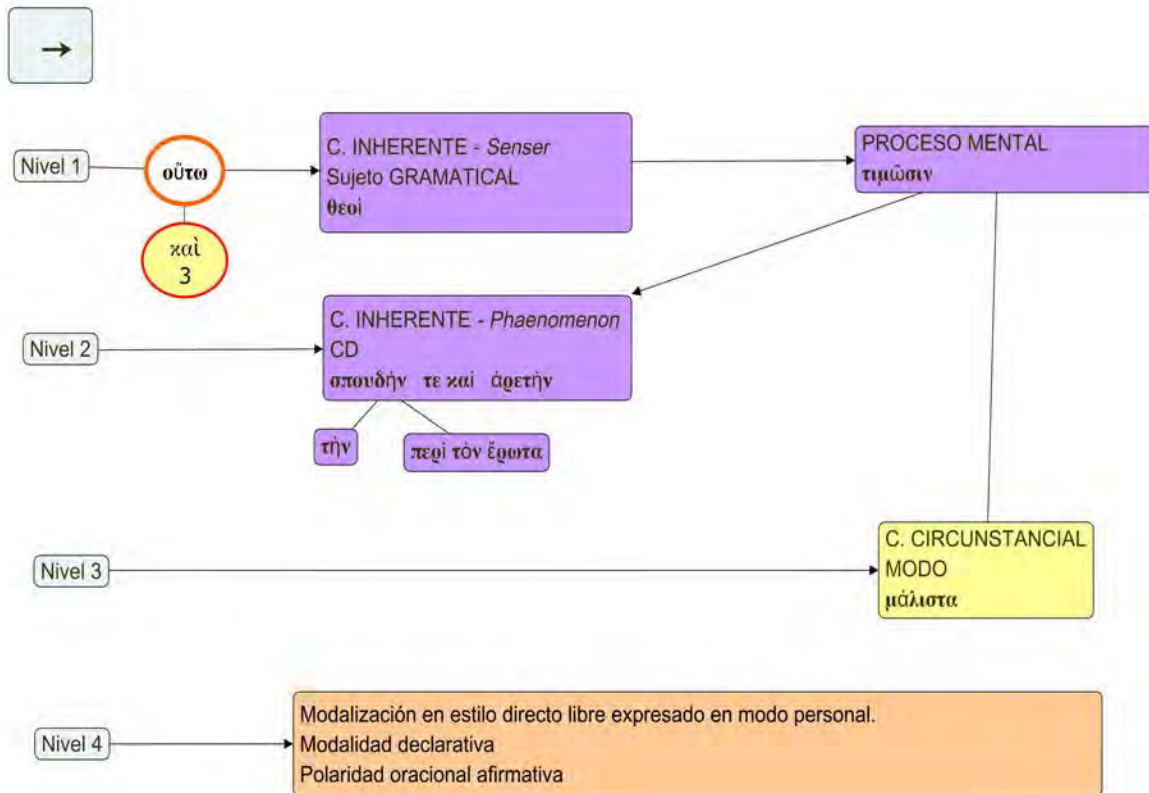 →
Nivel 1
οὕτω
καὶ
3
C. INHERENTE - Senser
Sujeto GRAMATICAL
θεοὶ
PROCESO MENTAL
τιμῶσιν
Nivel 2
C. INHERENTE - Phaenomenon
CD
σπουδήν τε καὶ ἀρετὴν
τὴν
περὶ τὸν ἔρωτα
Nivel 3
C. CIRCUNSTANCIAL
MODO
μάλιστα
Nivel 4
Modalización en estilo directo libre expresado en modo personal.
Modalidad declarativa
Polaridad oracional afirmativa